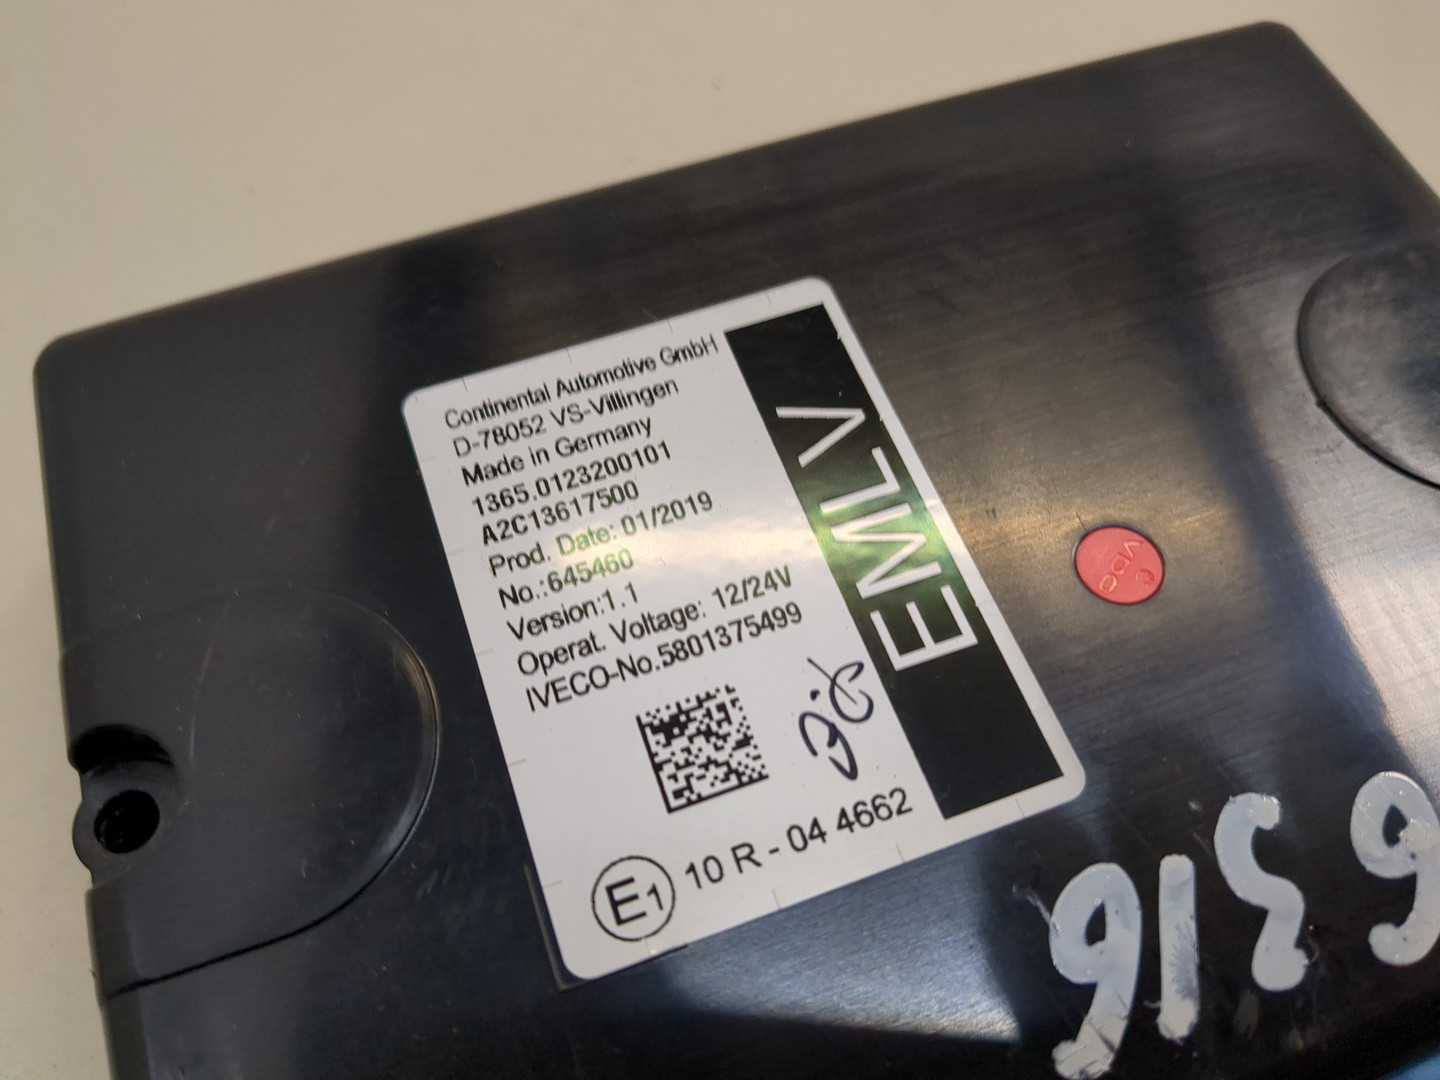 Continental Automotive GmbH
D-78052 VS-Villingen
Made in Germany
1365.0123200101
A2C13617500
Prod. Date: 01/2019
No.:645460
Version:1.1
Operat. Voltage: 12/24V
IVECO-No.5801375499
E1 10 R - 04 4662
EMLV
VDO
6316